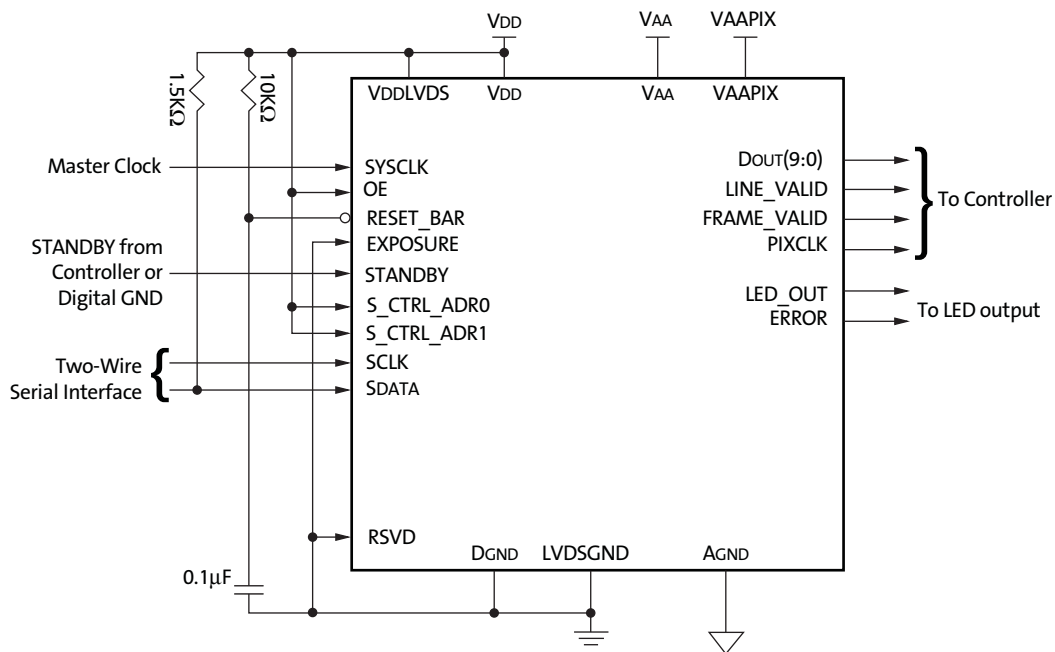 VDD
VAA
VAAPIX
1.5KΩ
10KΩ
VDDLVDS
VDD
VAA
VAAPIX
Master Clock
SYSCLK
OE
RESET_BAR
EXPOSURE
STANDBY from
Controller or
Digital GND
STANDBY
S_CTRL_ADR0
S_CTRL_ADR1
Two-Wire
Serial Interface
SCLK
SDATA
RSVD
DOUT(9:0)
LINE_VALID
FRAME_VALID
PIXCLK
To Controller
LED_OUT
ERROR
To LED output
DGND
LVDSGND
AGND
0.1μF